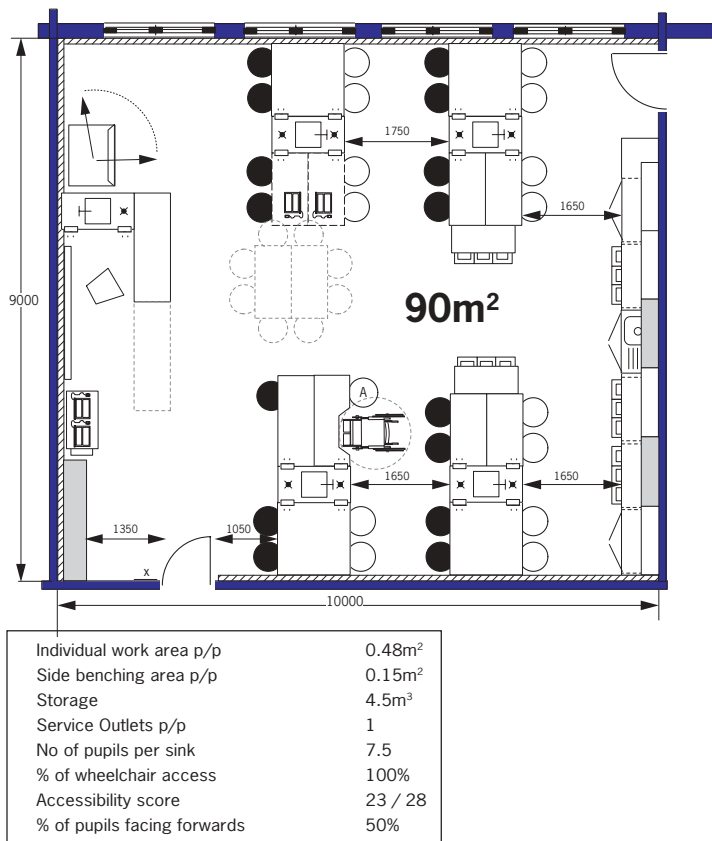 1750
1650
9000
90m²
A
1650
1650
1350
1050
x
10000
Individual work area p/p 0.48m²
Side benching area p/p 0.15m²
Storage 4.5m³
Service Outlets p/p 1
No of pupils per sink 7.5
% of wheelchair access 100%
Accessibility score 23 / 28
% of pupils facing forwards 50%